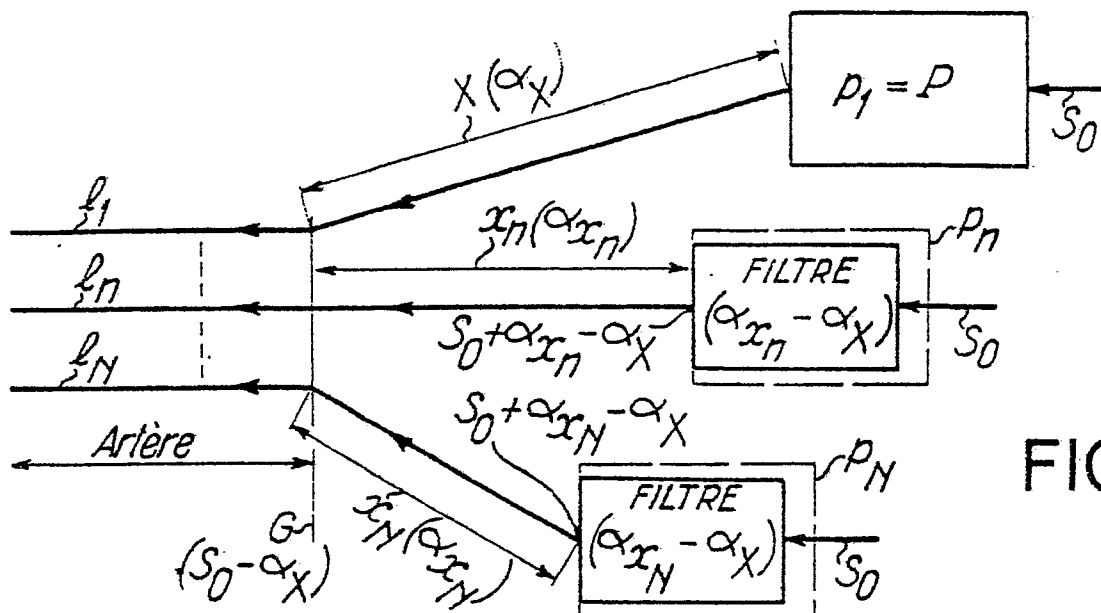 X (αX)
p1 = P
S0
l1
xn(αxn)
pn
ln
FILTRE
(αxn - αX)
S0 + αxn - αX
S0
lN
S0 + αxN - αX
Artère
pN
FIG
xN(αxN)
FILTRE
(αxN - αX)
G
(S0 - αX)
S0